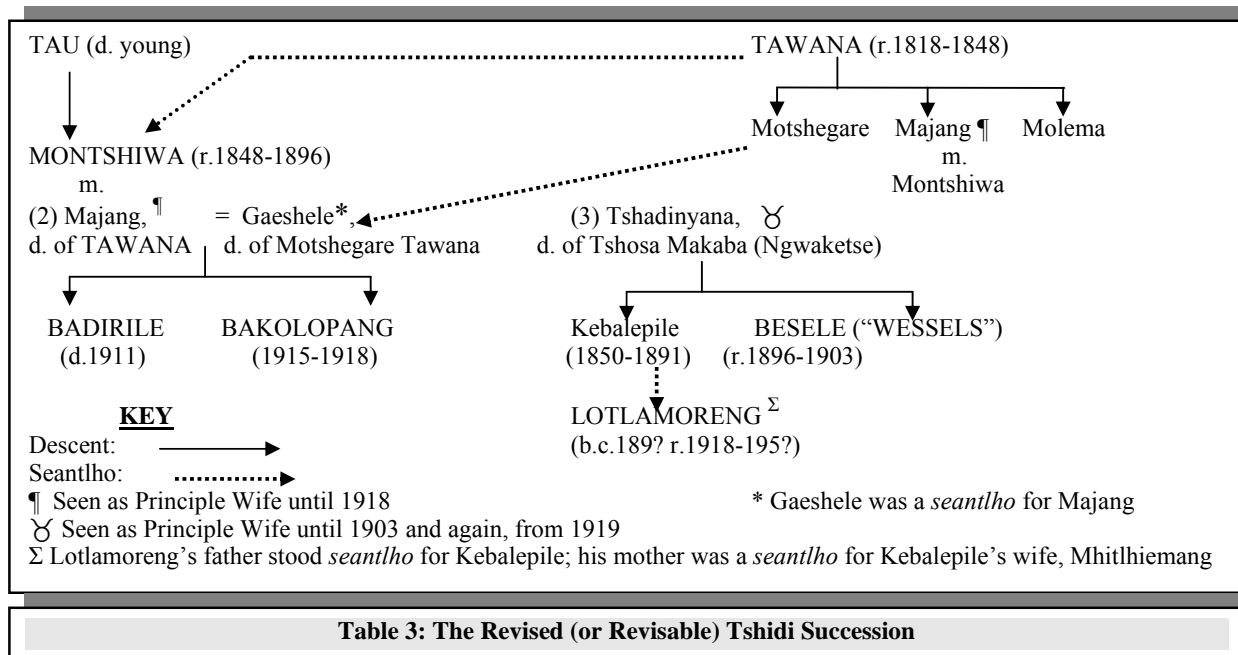 TAU (d. young) TAWANA (r.1818-1848)
Motshegare Majang ¶ Molema
MONTSHIWA (r.1848-1896) m.
m. Montshiwa
(2) Majang, ¶ = Gaeshele*, (3) Tshadinyana, ♉
d. of TAWANA d. of Motshegare Tawana d. of Tshosa Makaba (Ngwaketse)
BADIRILE BAKOLOPANG Kebalepile BESELE (“WESSELS”)
(d.1911) (1915-1918) (1850-1891) (r.1896-1903)
KEY LOTLAMORENG Σ
Descent: (b.c.189? r.1918-195?)
Seantlho:
¶ Seen as Principle Wife until 1918 * Gaeshele was a seantlho for Majang
♉ Seen as Principle Wife until 1903 and again, from 1919
Σ Lotlamoreng’s father stood seantlho for Kebalepile; his mother was a seantlho for Kebalepile’s wife, Mhitlhiemang
Table 3: The Revised (or Revisable) Tshidi Succession